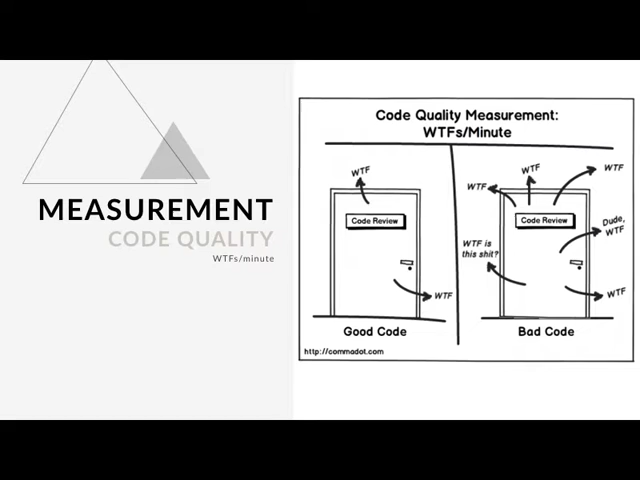 MEASUREMENT
CODE QUALITY
WTFs/minute
Code Quality Measurement:
WTFs/Minute
WTF
Code Review
WTF
Good Code
WTF
WTF
WTF
Code Review
Dude,
WTF
WTF is
this shit?
WTF
Bad Code
http://commadot.com